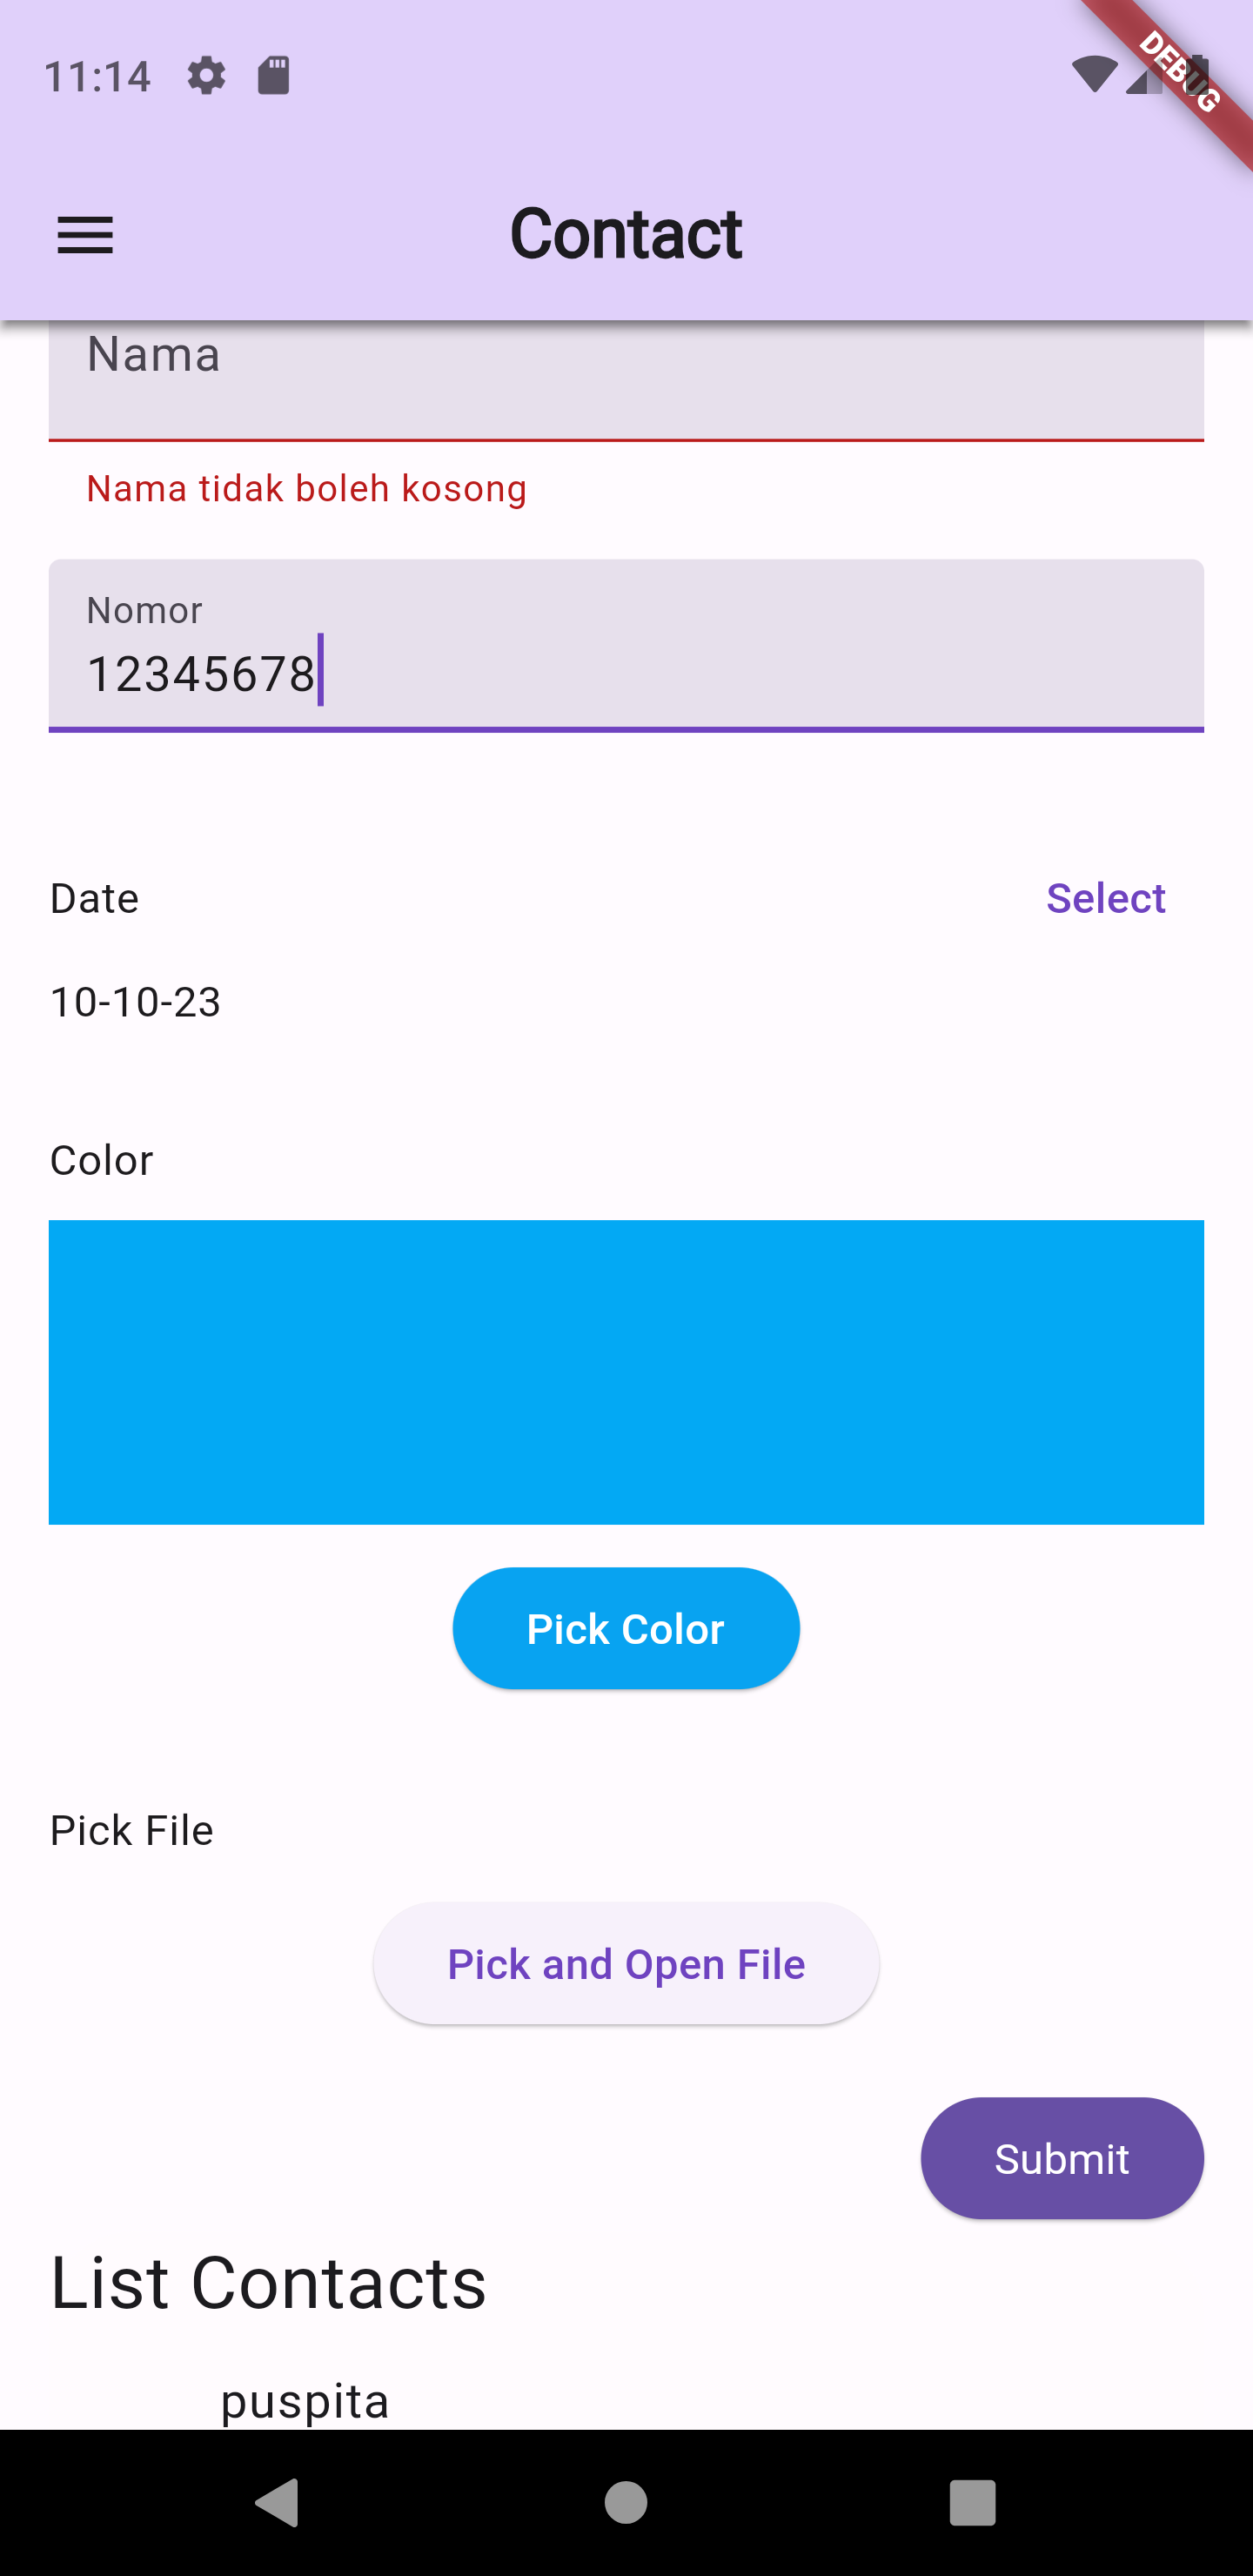 11:14
DEBUG
Contact
Nama
Nama tidak boleh kosong
Nomor
12345678
Date
Select
10-10-23
Color
Pick Color
Pick File
Pick and Open File
Submit
List Contacts
puspita